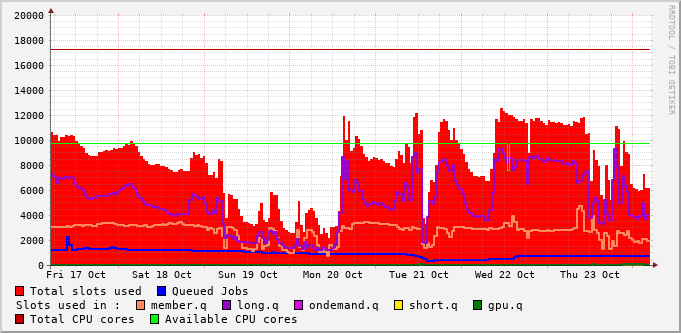 20000
18000
16000
14000
12000
10000
8000
6000
4000
2000
0
Fri 17 Oct Sat 18 Oct Sun 19 Oct Mon 20 Oct Tue 21 Oct Wed 22 Oct Thu 23 Oct
Total slots used Queued Jobs
Slots used in : member.q long.q ondemand.q short.q gpu.q
Total CPU cores Available CPU cores
RRDTOOL / TOBI OETIKER